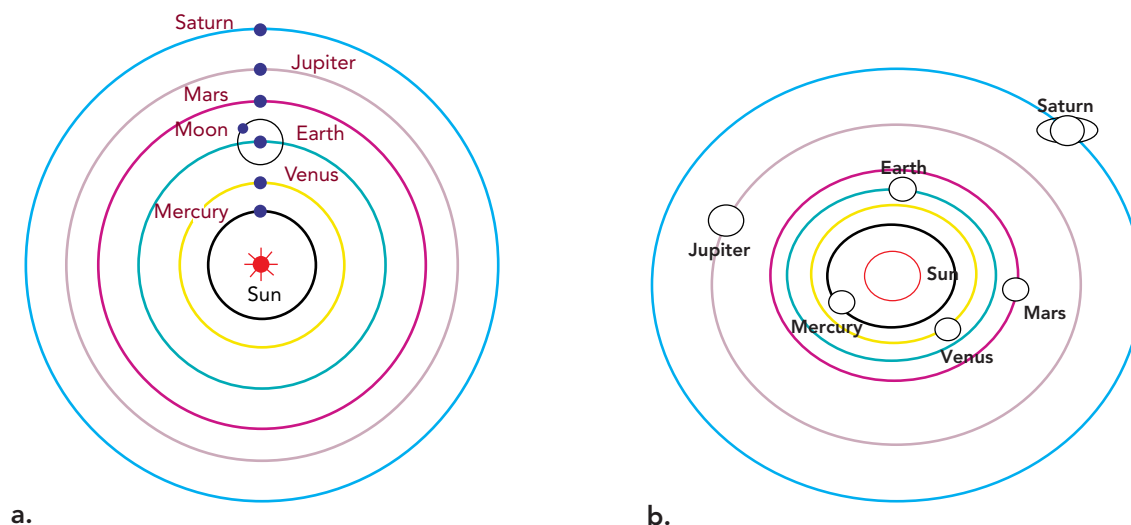 Saturn
Jupiter
Mars
Moon
Earth
Venus
Mercury
Sun
a.
Saturn
Earth
Jupiter
Sun
Mercury
Mars
Venus
b.